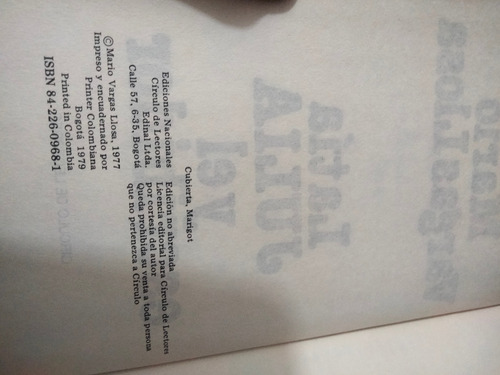 Cubierta, Marigot
Ediciones Nacionales
Círculo de Lectores
Edinal Ltda.
Calle 57, 6-35, Bogotá
Edición no abreviada
Licencia editorial para Círculo de Lectores
por cortesía del autor
Queda prohibida su venta a toda persona
que no pertenezca a Círculo
©Mario Vargas Llosa, 1977
Impreso y encuadernado por
Printer Colombiana
Bogotá 1979
Printed in Colombia
ISBN 84-226-0968-1